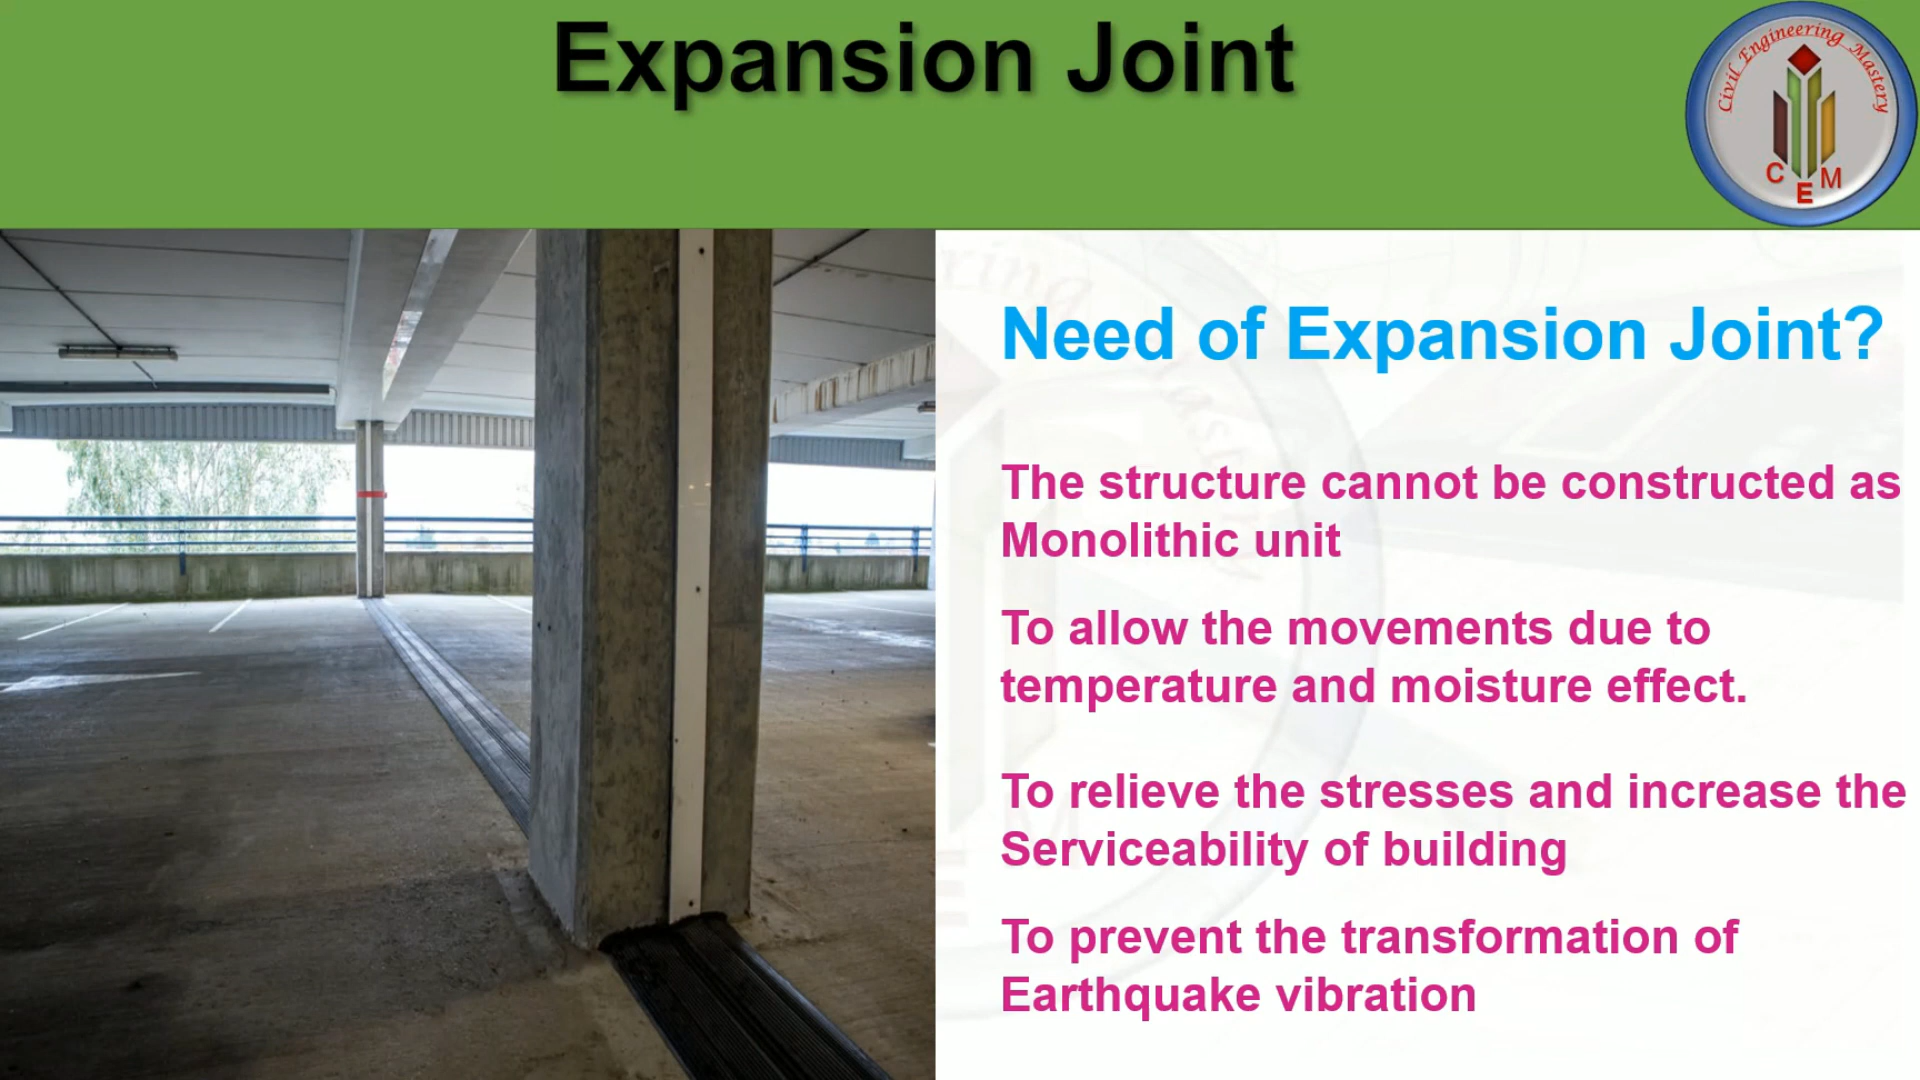 Expansion Joint
Civil Engineering Mastery
C E M
Need of Expansion Joint?
The structure cannot be constructed as
Monolithic unit
To allow the movements due to
temperature and moisture effect.
To relieve the stresses and increase the
Serviceability of building
To prevent the transformation of
Earthquake vibration